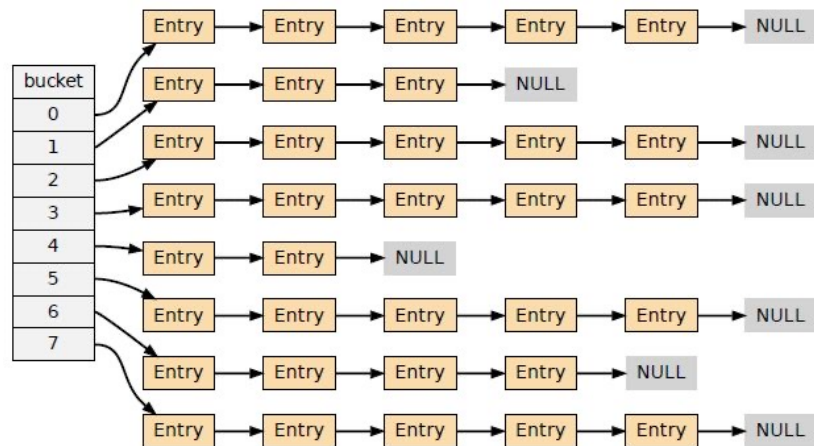 Entry Entry Entry Entry Entry NULL
bucket
Entry Entry Entry NULL
0
1
Entry Entry Entry Entry Entry NULL
2
3
Entry Entry Entry Entry Entry NULL
4
Entry Entry NULL
5
6
Entry Entry Entry Entry Entry NULL
7
Entry Entry Entry Entry NULL
Entry Entry Entry Entry Entry NULL